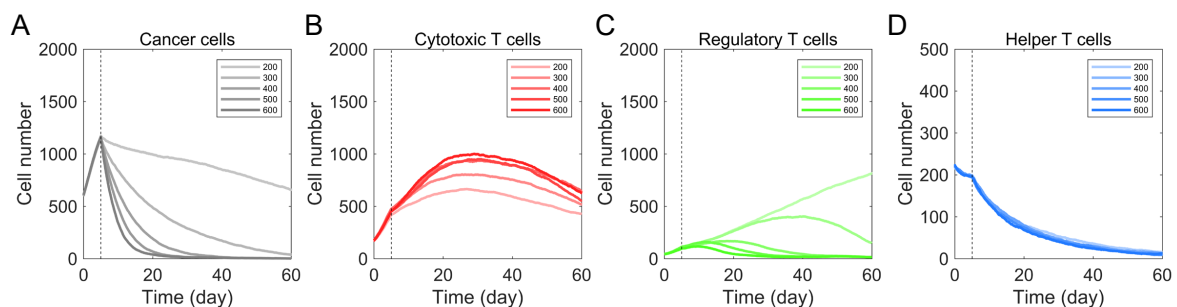 A
Cancer cells
2000
1500
1000
500
0
0 20 40 60
Cell number
Time (day)
200
300
400
500
600
B
Cytotoxic T cells
2000
1500
1000
500
0
0 20 40 60
Cell number
Time (day)
200
300
400
500
600
C
Regulatory T cells
2000
1500
1000
500
0
0 20 40 60
Cell number
Time (day)
200
300
400
500
600
D
Helper T cells
500
400
300
200
100
0
0 20 40 60
Cell number
Time (day)
200
300
400
500
600